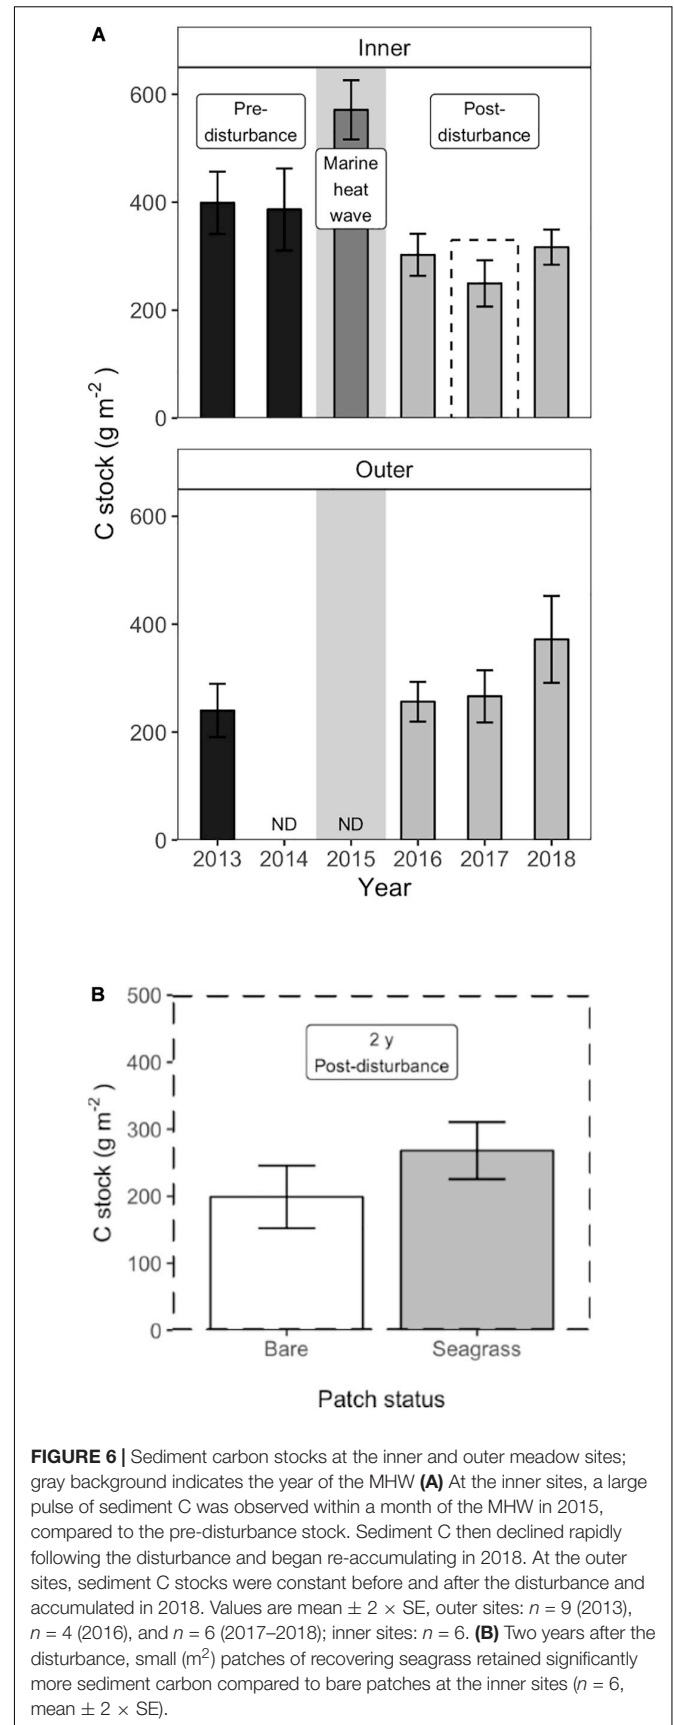 A
Inner
Pre-
disturbance
Post-
disturbance
Marine
heat
wave
600
400
200
0
C stock (g m⁻²)
Outer
600
400
200
0
ND ND
2013 2014 2015 2016 2017 2018
Year
B
500
400
300
200
100
0
2 y
Post-disturbance
C stock (g m⁻²)
Bare Seagrass
Patch status
FIGURE 6 | Sediment carbon stocks at the inner and outer meadow sites;
gray background indicates the year of the MHW (A) At the inner sites, a large
pulse of sediment C was observed within a month of the MHW in 2015,
compared to the pre-disturbance stock. Sediment C then declined rapidly
following the disturbance and began re-accumulating in 2018. At the outer
sites, sediment C stocks were constant before and after the disturbance and
accumulated in 2018. Values are mean ± 2 × SE, outer sites: n = 9 (2013),
n = 4 (2016), and n = 6 (2017–2018); inner sites: n = 6. (B) Two years after the
disturbance, small (m²) patches of recovering seagrass retained significantly
more sediment carbon compared to bare patches at the inner sites (n = 6,
mean ± 2 × SE).